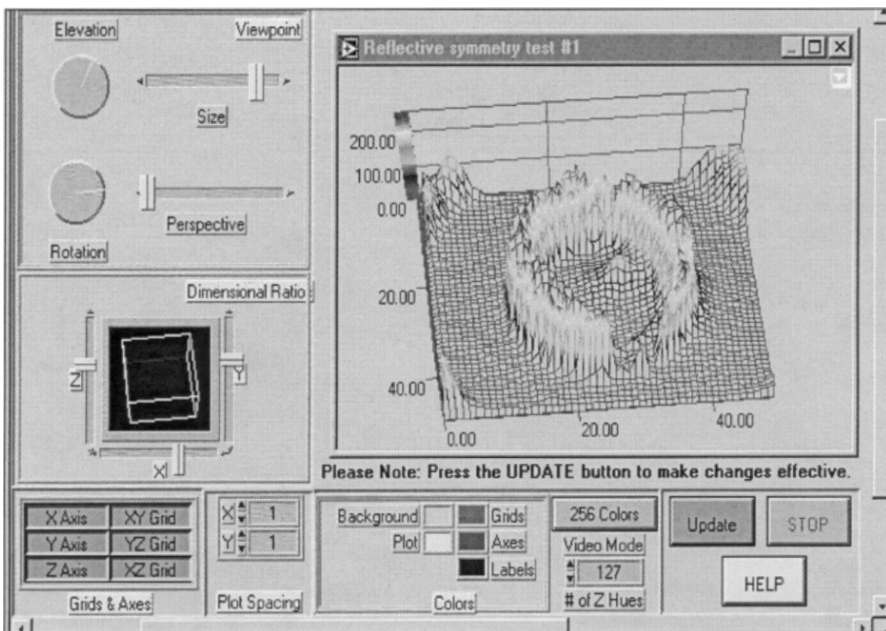 Elevation
Viewpoint
Size
Perspective
Rotation
Reflective symmetry test #1
200.00
100.00
0.00
20.00
40.00
0.00
20.00
40.00
Dimensional Ratio
Z
Y
X
Please Note: Press the UPDATE button to make changes effective.
X Axis XY Grid
Y Axis YZ Grid
Z Axis XZ Grid
Grids & Axes
X 1
Y 1
Plot Spacing
Background Grids
Plot Axes
Labels
Colors
256 Colors
Video Mode
127
# of Z Hues
Update
STOP
HELP